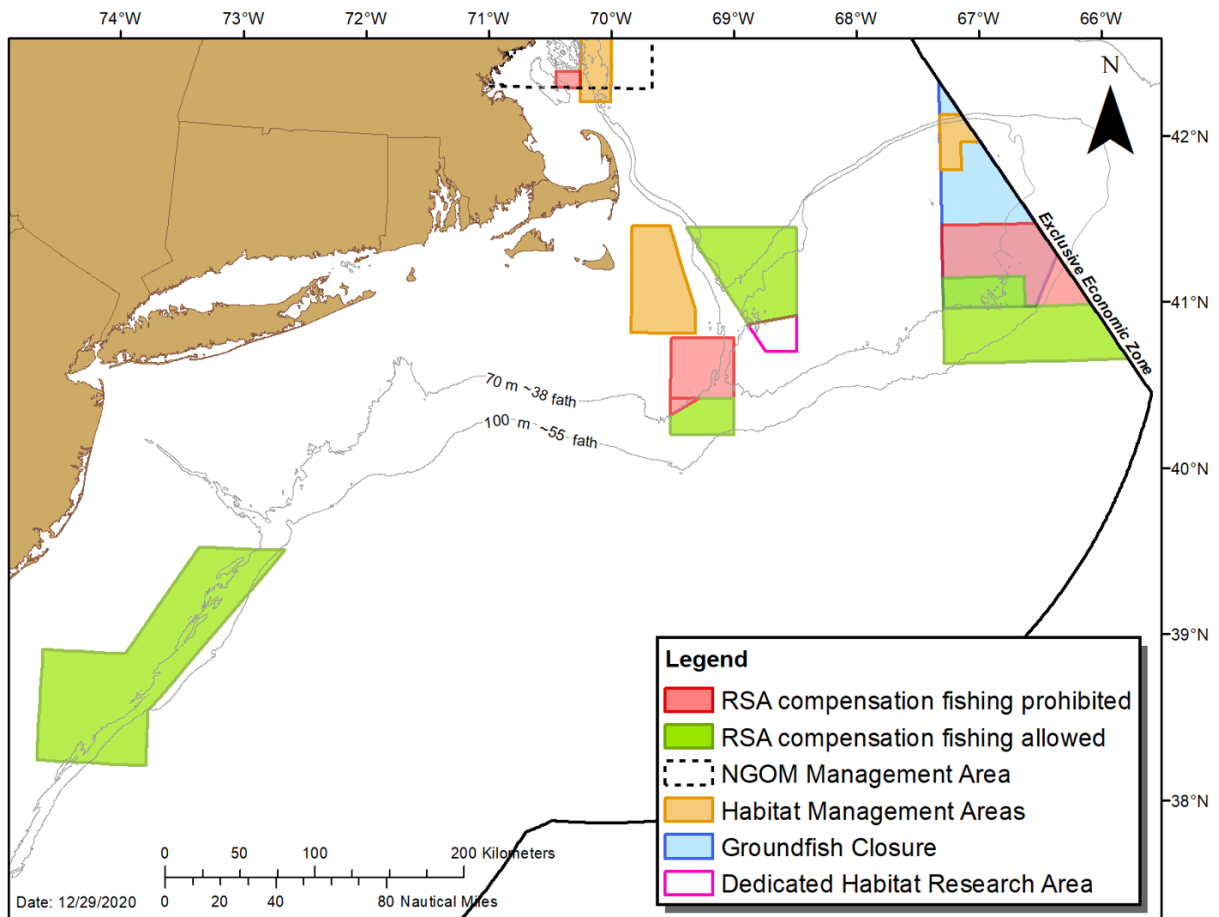 74°W 73°W 72°W 71°W 70°W 69°W 68°W 67°W 66°W
N
42°N
Exclusive Economic Zone
41°N
70 m ~38 fath
100 m ~55 fath
40°N
39°N
Legend
RSA compensation fishing prohibited
RSA compensation fishing allowed
NGOM Management Area
38°N
Habitat Management Areas
Groundfish Closure
Dedicated Habitat Research Area
0 50 100 200 Kilometers
0 20 40 80 Nautical Miles
Date: 12/29/2020